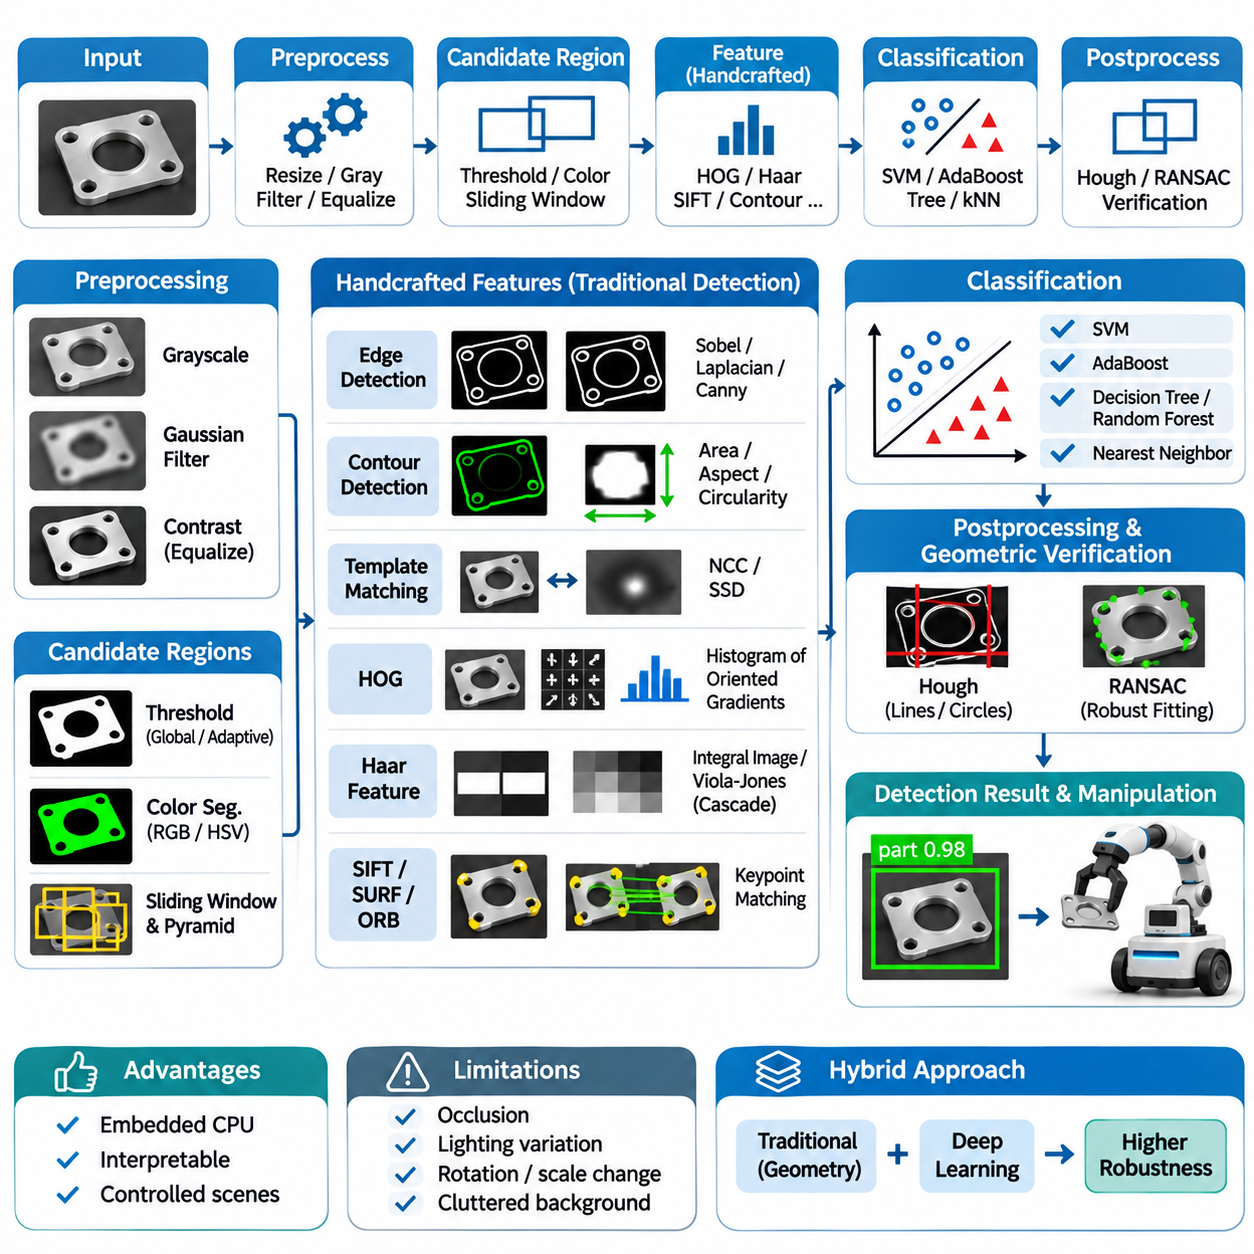 Input
Preprocess
Resize / Gray
Filter / Equalize
Candidate Region
Threshold / Color
Sliding Window
Feature
(Handcrafted)
HOG / Haar
SIFT / Contour ...
Classification
SVM / AdaBoost
Tree / kNN
Postprocess
Hough / RANSAC
Verification
Preprocessing
Grayscale
Gaussian
Filter
Contrast
(Equalize)
Candidate Regions
Threshold
(Global / Adaptive)
Color Seg.
(RGB / HSV)
Sliding Window
& Pyramid
Handcrafted Features (Traditional Detection)
Edge
Detection
Sobel /
Laplacian /
Canny
Contour
Detection
Area /
Aspect /
Circularity
Template
Matching
NCC /
SSD
HOG
Histogram of
Oriented
Gradients
Haar
Feature
Integral Image /
Viola-Jones
(Cascade)
SIFT /
SURF /
ORB
Keypoint
Matching
Classification
SVM
AdaBoost
Decision Tree /
Random Forest
Nearest Neighbor
Postprocessing &
Geometric Verification
Hough
(Lines / Circles)
RANSAC
(Robust Fitting)
Detection Result & Manipulation
part 0.98
Advantages
Embedded CPU
Interpretable
Controlled scenes
Limitations
Occlusion
Lighting variation
Rotation / scale change
Cluttered background
Hybrid Approach
Traditional
(Geometry)
+
Deep
Learning
Higher
Robustness